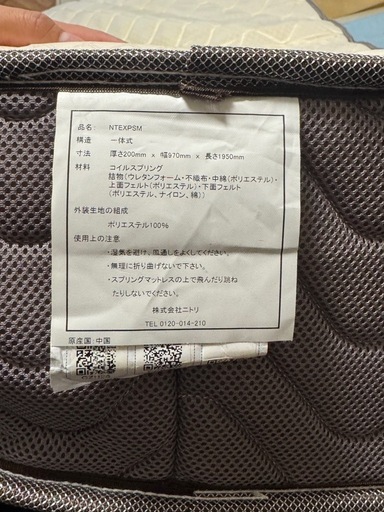 品名: NTEXPSM
構造 一体式
寸法 厚さ200mm x 幅970mm x 長さ1950mm
材料 コイルスプリング
詰物(ウレタンフォーム・不織布・中綿(ポリエステル)・
上面フェルト(ポリエステル)・下面フェルト
(ポリエステル、ナイロン、綿))
外装生地の組成
ポリエステル100%
使用上の注意
・湿気を避け、風通しをよくしてください。
・無理に折り曲げないで下さい。
・スプリングマットレスの上で飛んだり跳ね
たりしないでください。
株式会社ニトリ
TEL 0120-014-210
原産国:中国